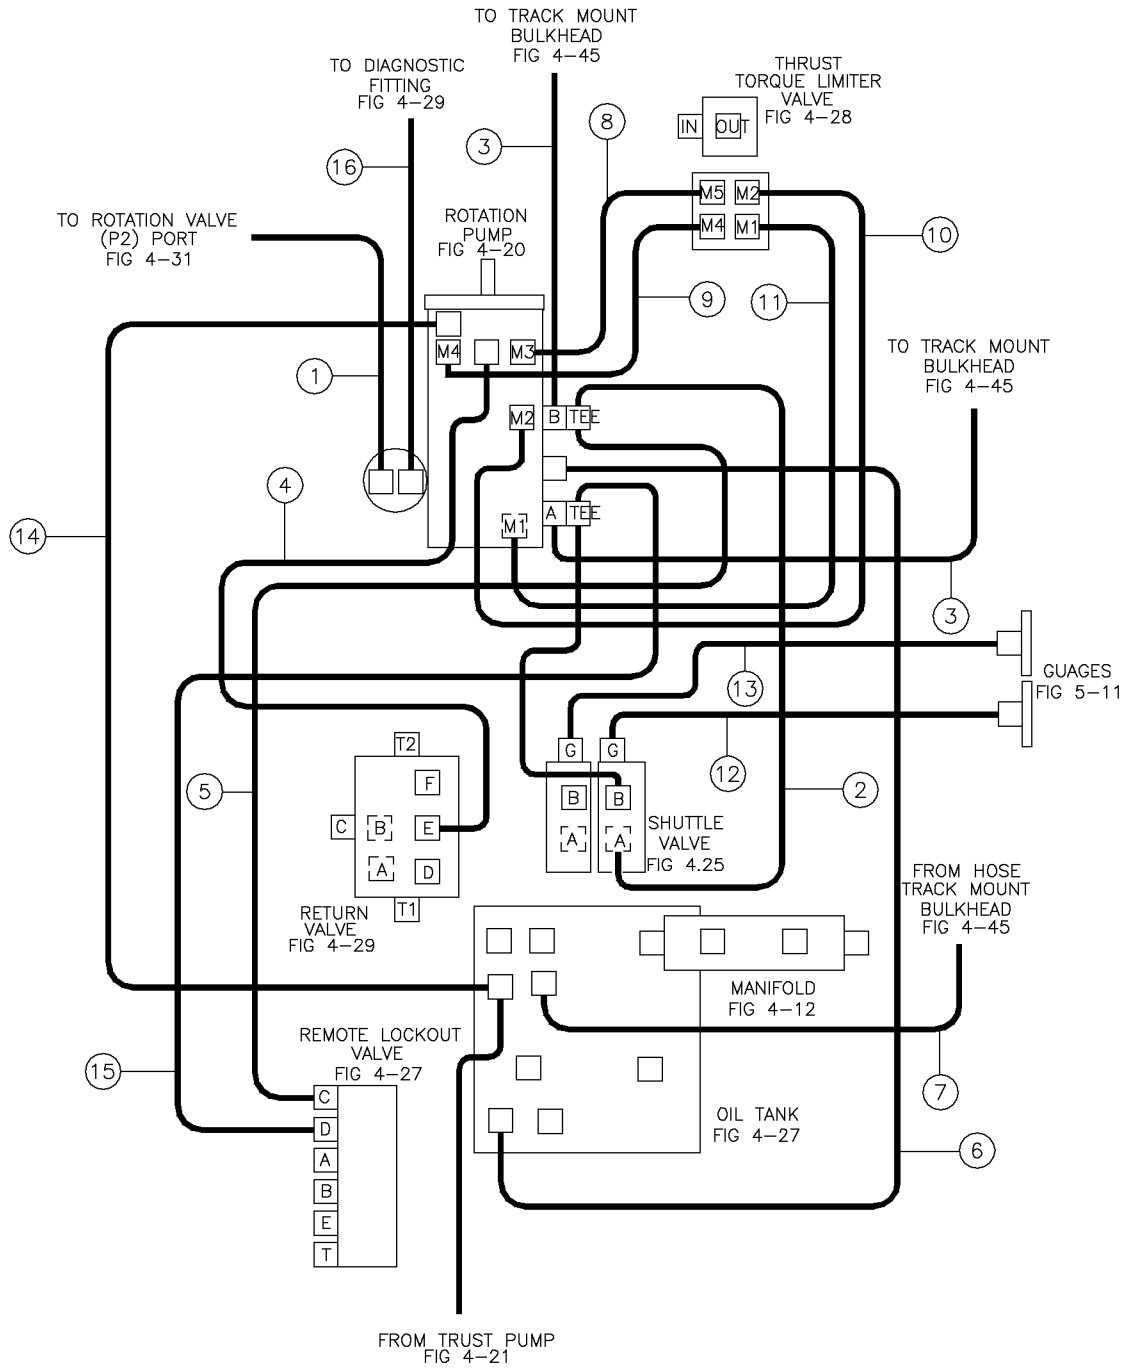 TO TRACK MOUNT
BULKHEAD
FIG 4-45
TO DIAGNOSTIC
FITTING
FIG 4-29
THRUST
TORQUE LIMITER
VALVE
FIG 4-28
IN
OUT
8
3
16
M5
M2
M4
M1
TO ROTATION VALVE
(P2) PORT
FIG 4-31
ROTATION
PUMP
FIG 4-20
10
9
11
M4
M3
1
TO TRACK MOUNT
BULKHEAD
FIG 4-45
M2
B
TEE
4
A
TEE
M1
14
3
GUAGES
FIG 5-11
13
12
T2
G
G
F
5
B
B
2
C
B
E
A
A
SHUTTLE
VALVE
FIG 4.25
A
D
T1
FROM HOSE
TRACK MOUNT
BULKHEAD
FIG 4-45
RETURN
VALVE
FIG 4-29
MANIFOLD
FIG 4-12
REMOTE LOCKOUT
VALVE
FIG 4-27
15
7
C
D
A
B
E
T
OIL TANK
FIG 4-27
6
FROM TRUST PUMP
FIG 4-21